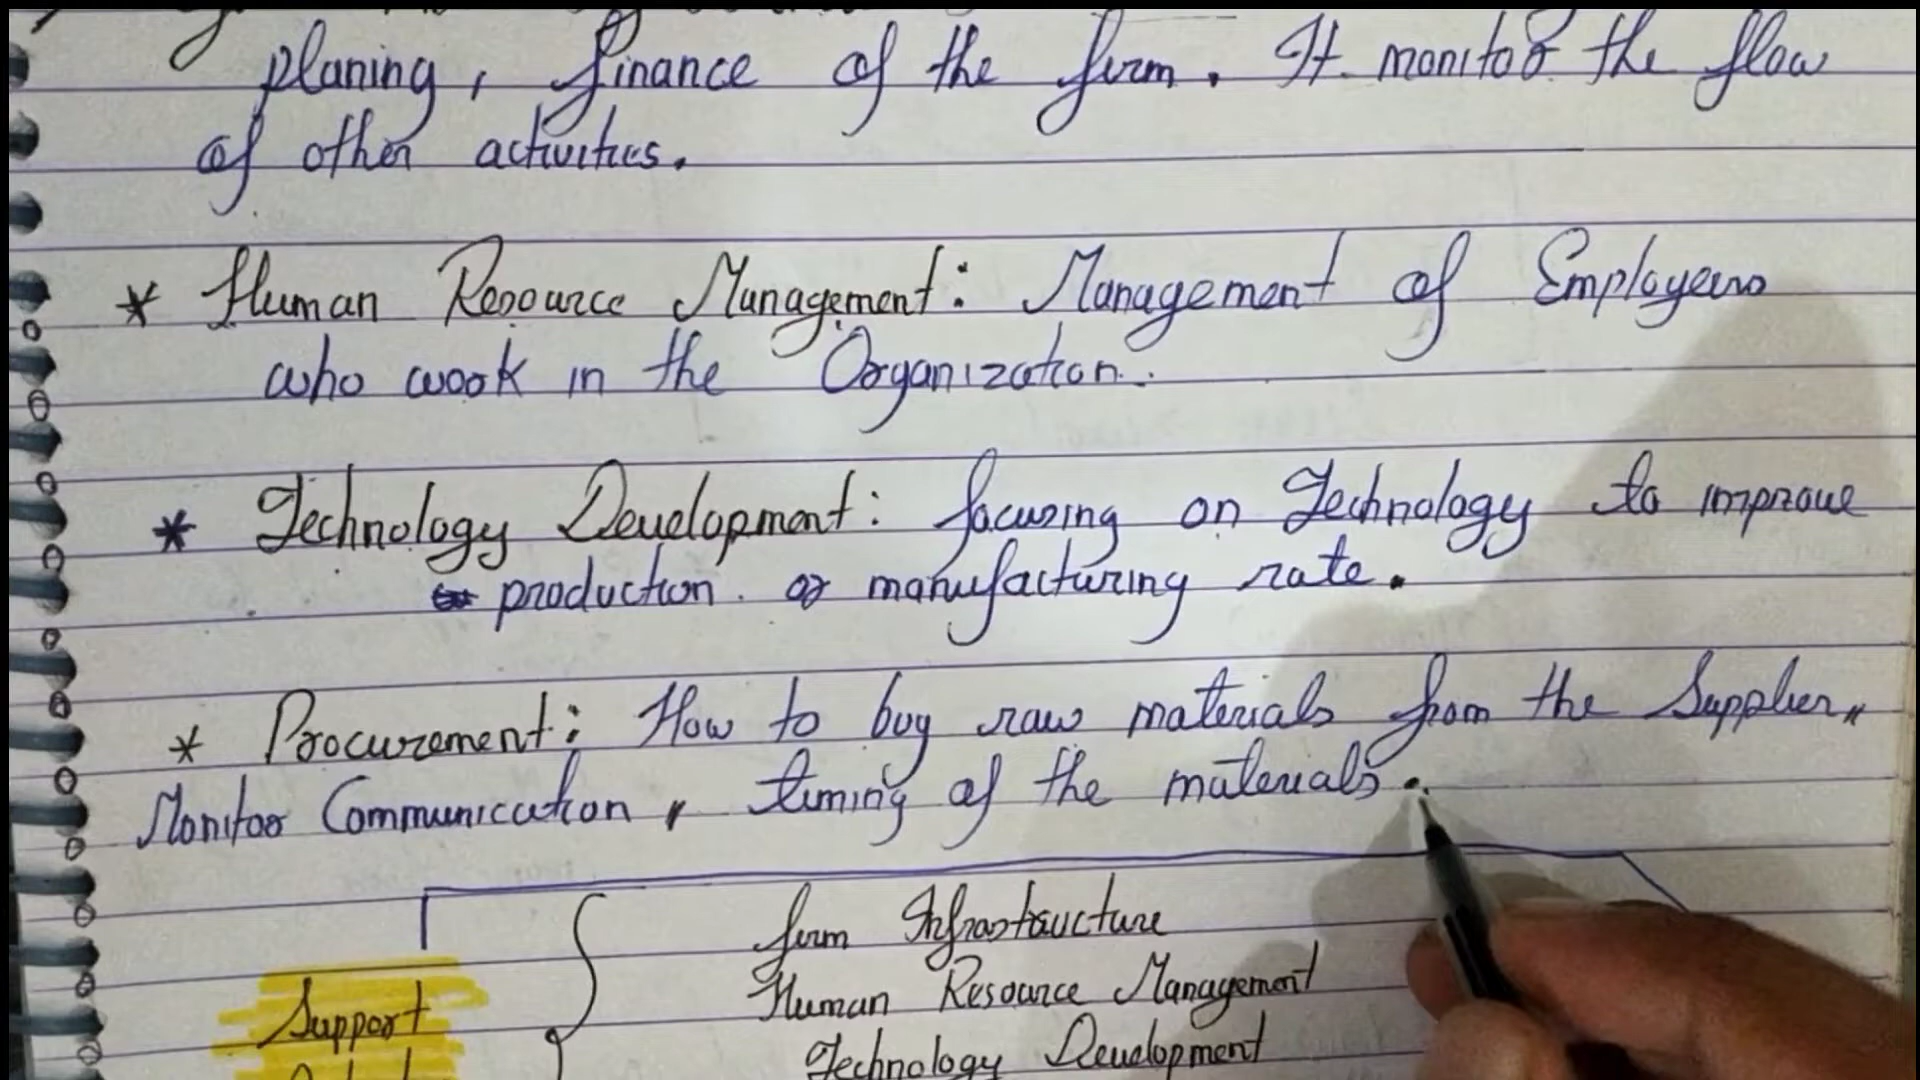 planing, finance of the firm. It monitor the flow
of other activities.
* Human Resource Management: Management of Employees
who work in the Organization.
* Technology Development: focusing on Technology to improve
production or manufacturing rate.
* Procurement: How to buy raw materials from the Supplier,
Monitor Communication, timing of the materials.
firm Infrastructure
Human Resource Management
Support
Technology Development